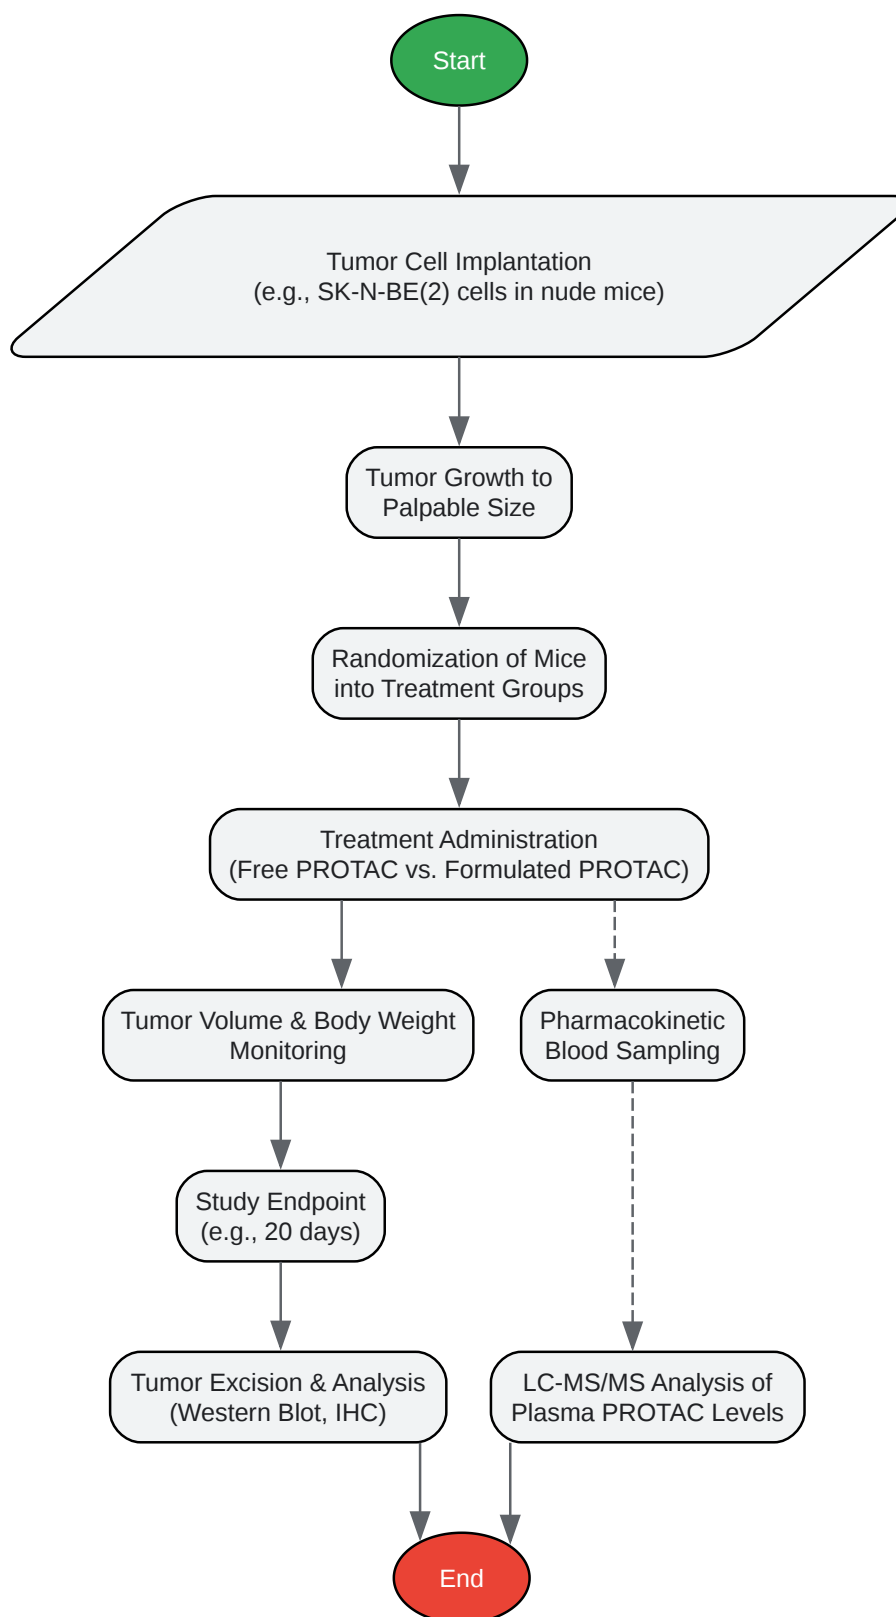 Start
Tumor Cell Implantation
(e.g., SK-N-BE(2) cells in nude mice)
Tumor Growth to
Palpable Size
Randomization of Mice
into Treatment Groups
Treatment Administration
(Free PROTAC vs. Formulated PROTAC)
Tumor Volume & Body Weight
Monitoring
Pharmacokinetic
Blood Sampling
Study Endpoint
(e.g., 20 days)
Tumor Excision & Analysis
(Western Blot, IHC)
LC-MS/MS Analysis of
Plasma PROTAC Levels
End